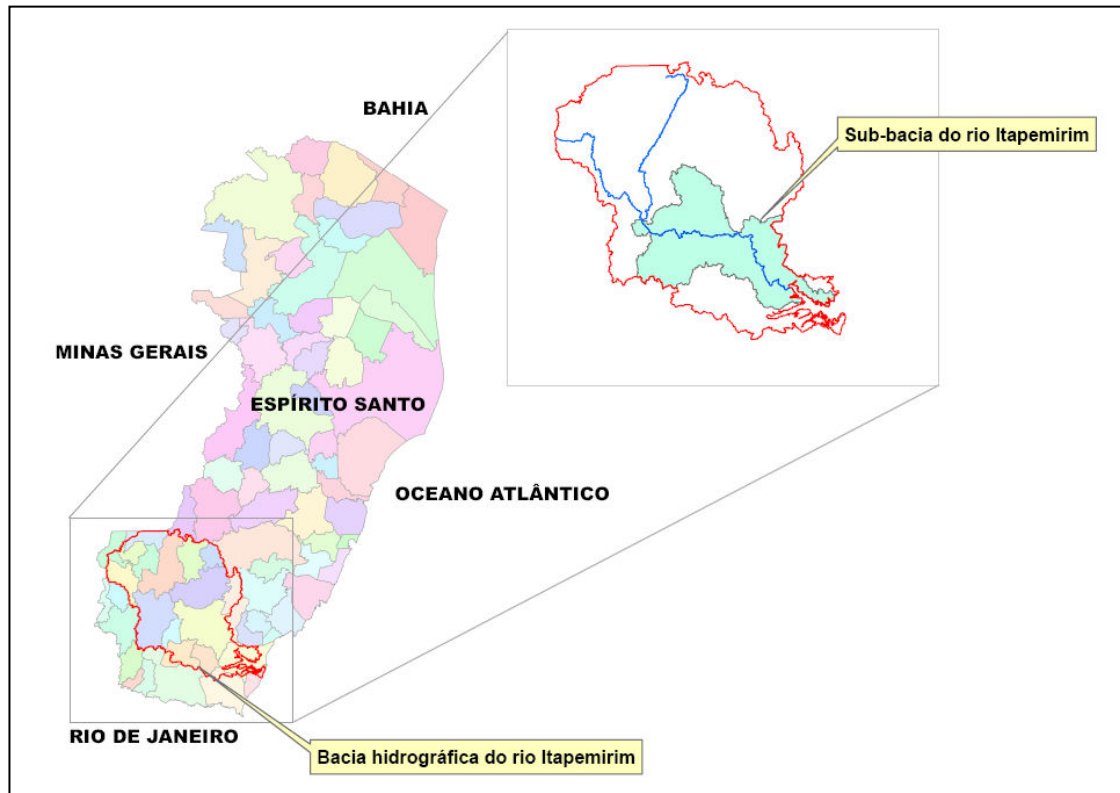 BAHIA
Sub-bacia do rio Itapemirim
MINAS GERAIS
ESPÍRITO SANTO
OCEANO ATLÂNTICO
RIO DE JANEIRO
Bacia hidrográfica do rio Itapemirim